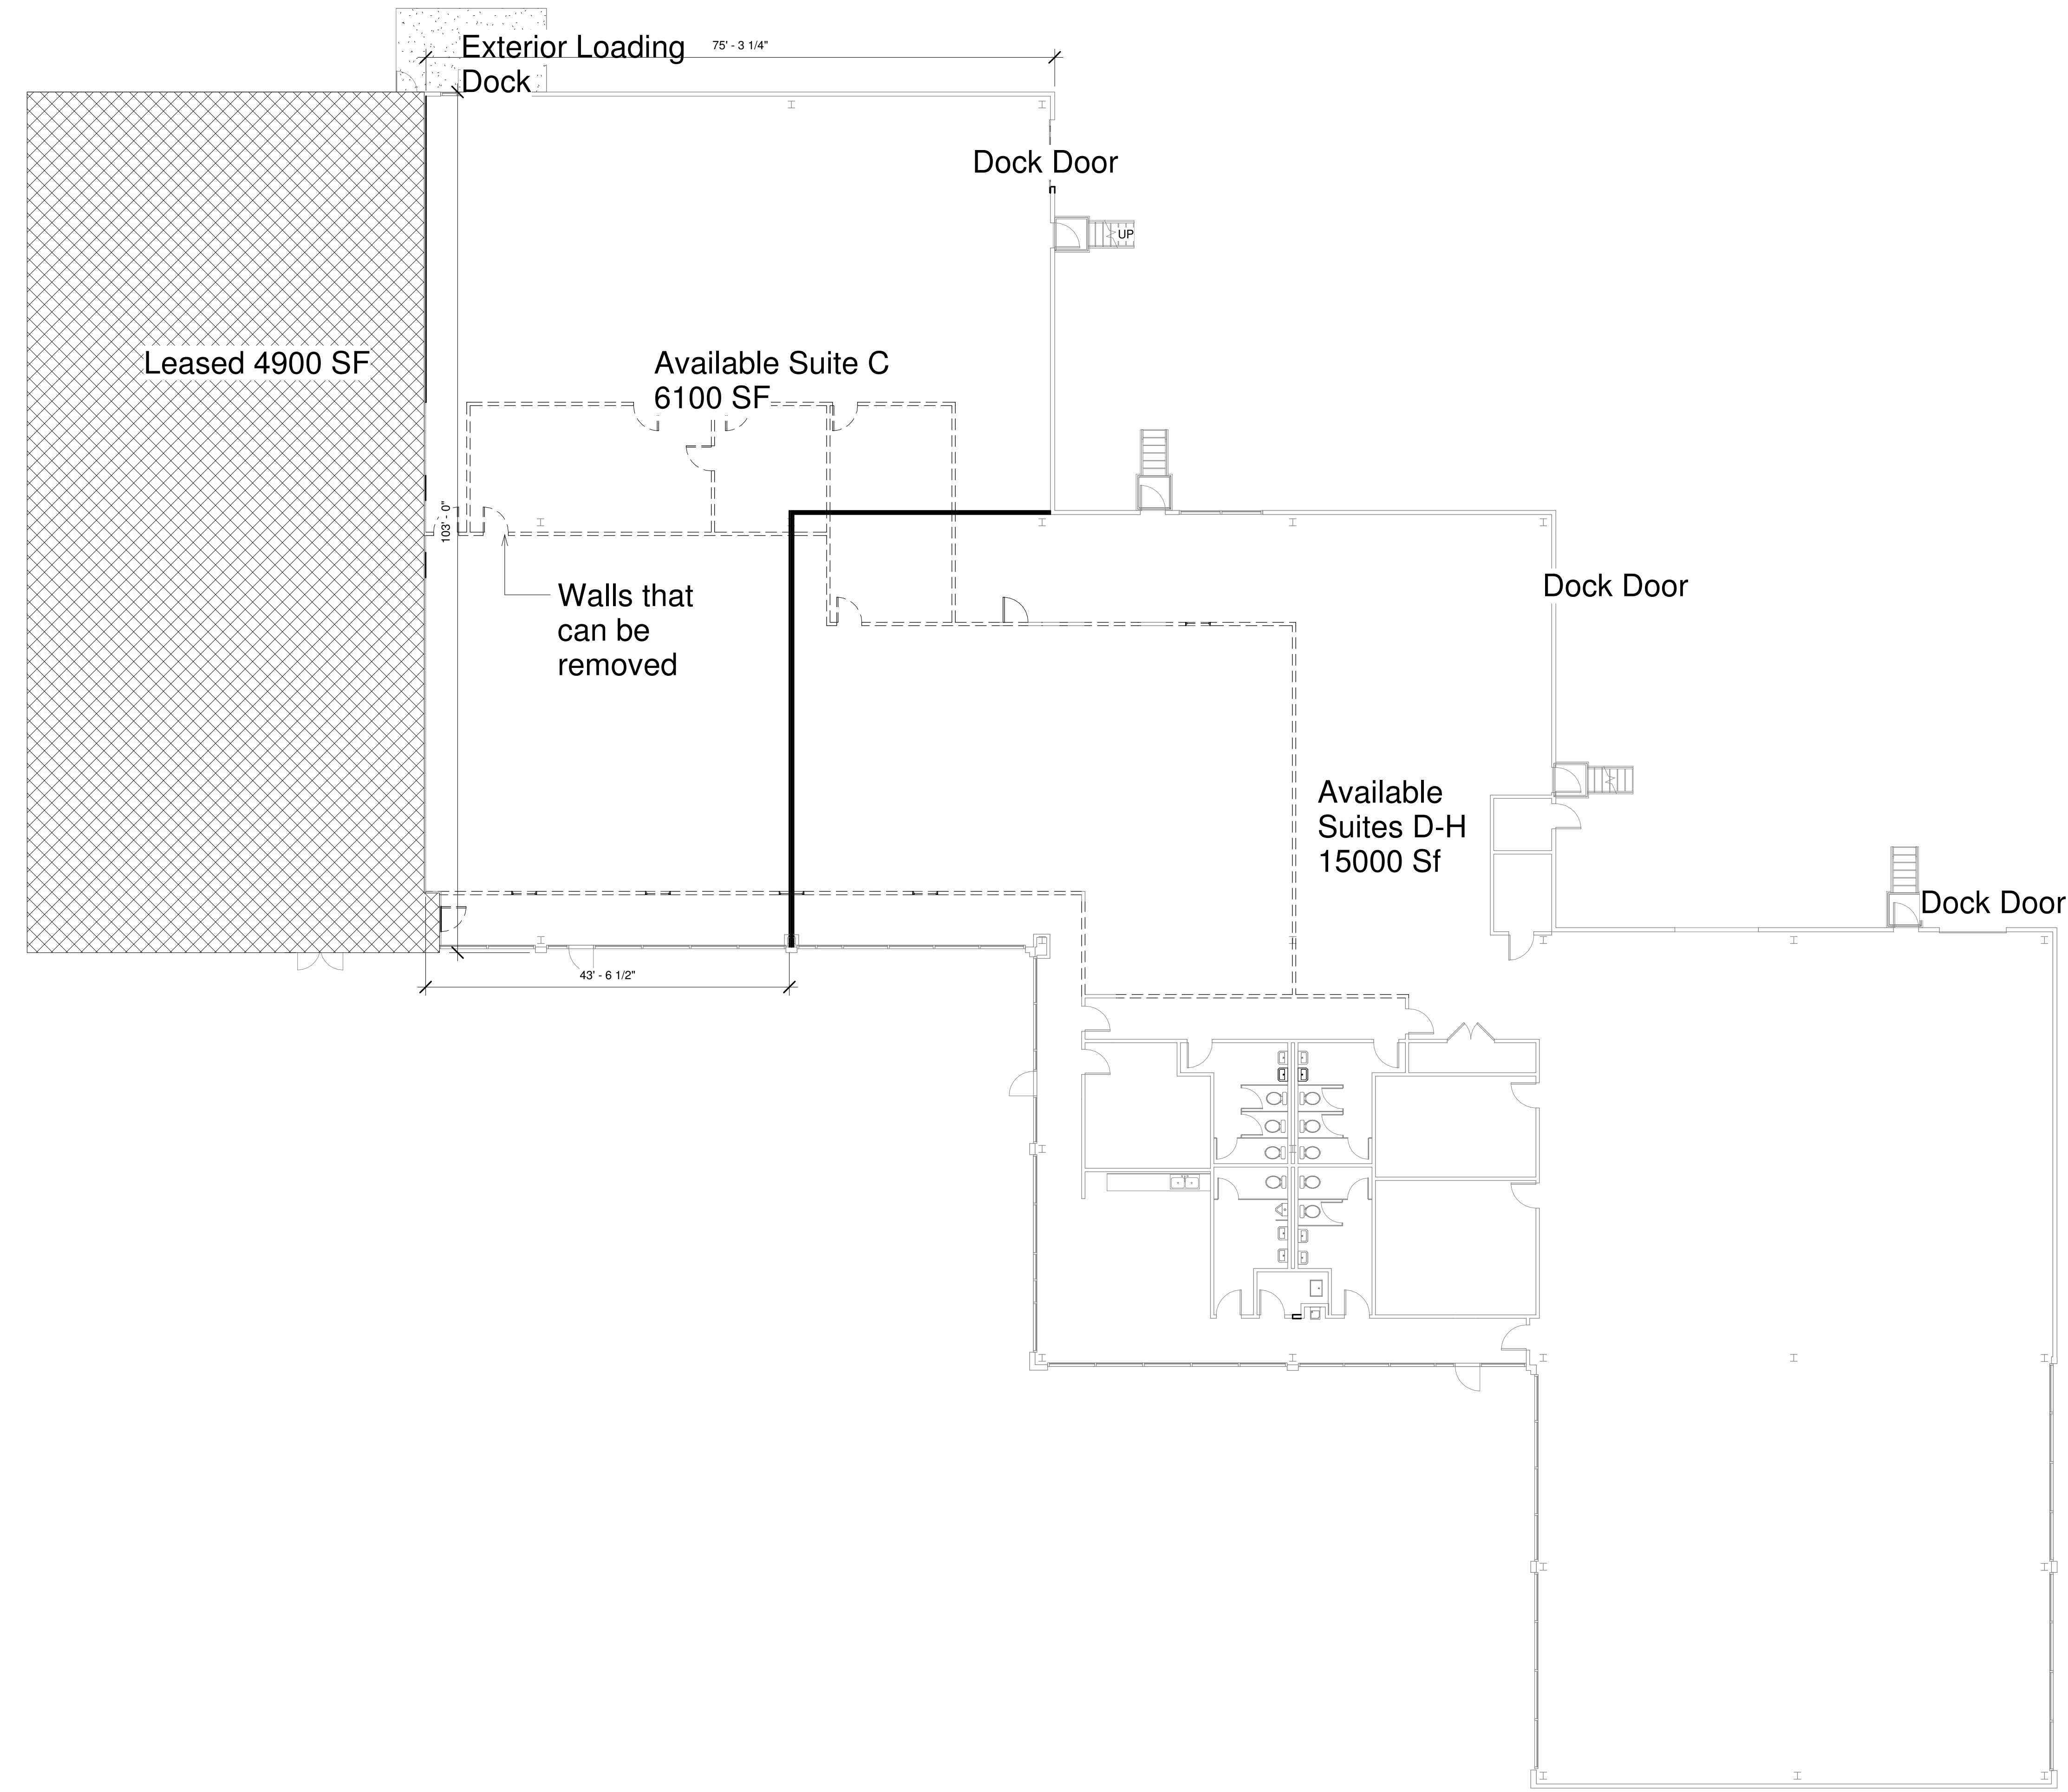 Exterior Loading
Dock
75' - 3 1/4"
Dock Door
UP
Leased 4900 SF
Available Suite C
6100 SF
103' - 0"
Walls that
can be
removed
Dock Door
Available
Suites D-H
15000 Sf
Dock Door
43' - 6 1/2"